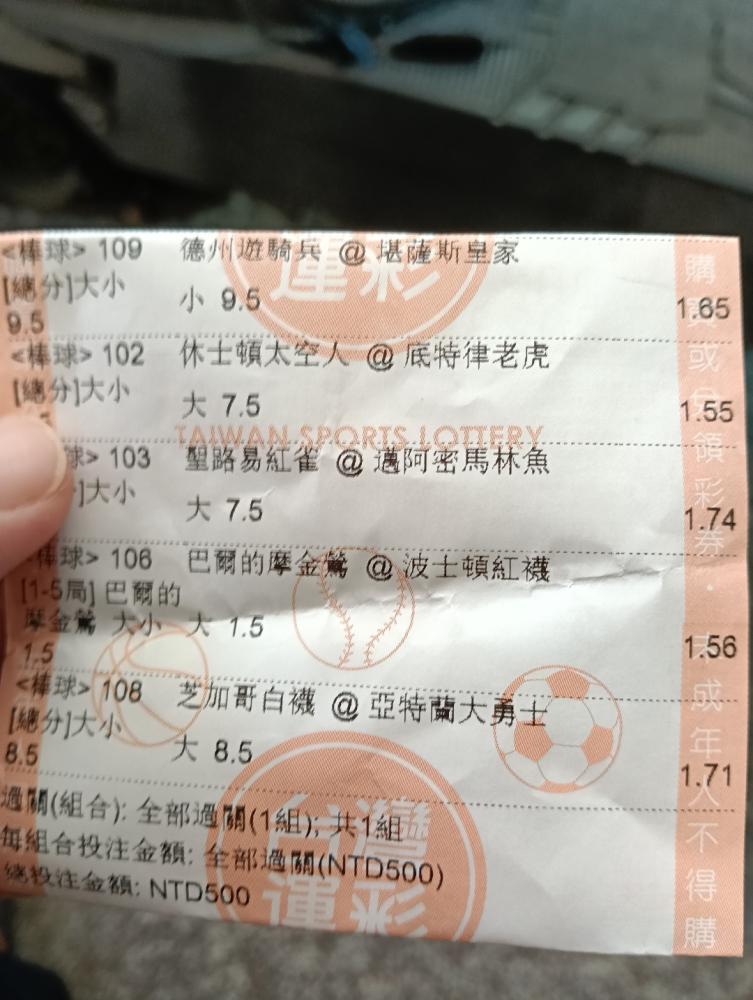 <棒球> 109 德州遊騎兵 @ 堪薩斯皇家
[總分]大小 小 9.5 1.65
9.5
<棒球> 102 休士頓太空人 @ 底特律老虎
[總分]大小 大 7.5 1.55
TAIWAN SPORTS LOTTERY
球> 103 聖路易紅雀 @ 邁阿密馬林魚
]大小 大 7.5 1.74
棒球> 106 巴爾的摩金鶯 @ 波士頓紅襪
[1-5局] 巴爾的
摩金鶯 大小 大 1.5 1.56
1.5
<棒球> 108 芝加哥白襪 @ 亞特蘭大勇士
[總分]大小 大 8.5 1.71
8.5
過關(組合): 全部過關(1組); 共1組
每組合投注金額: 全部過關(NTD500)
總投注金額: NTD500
運彩
台灣
運彩
購買或兌領彩券·未成年人不得購